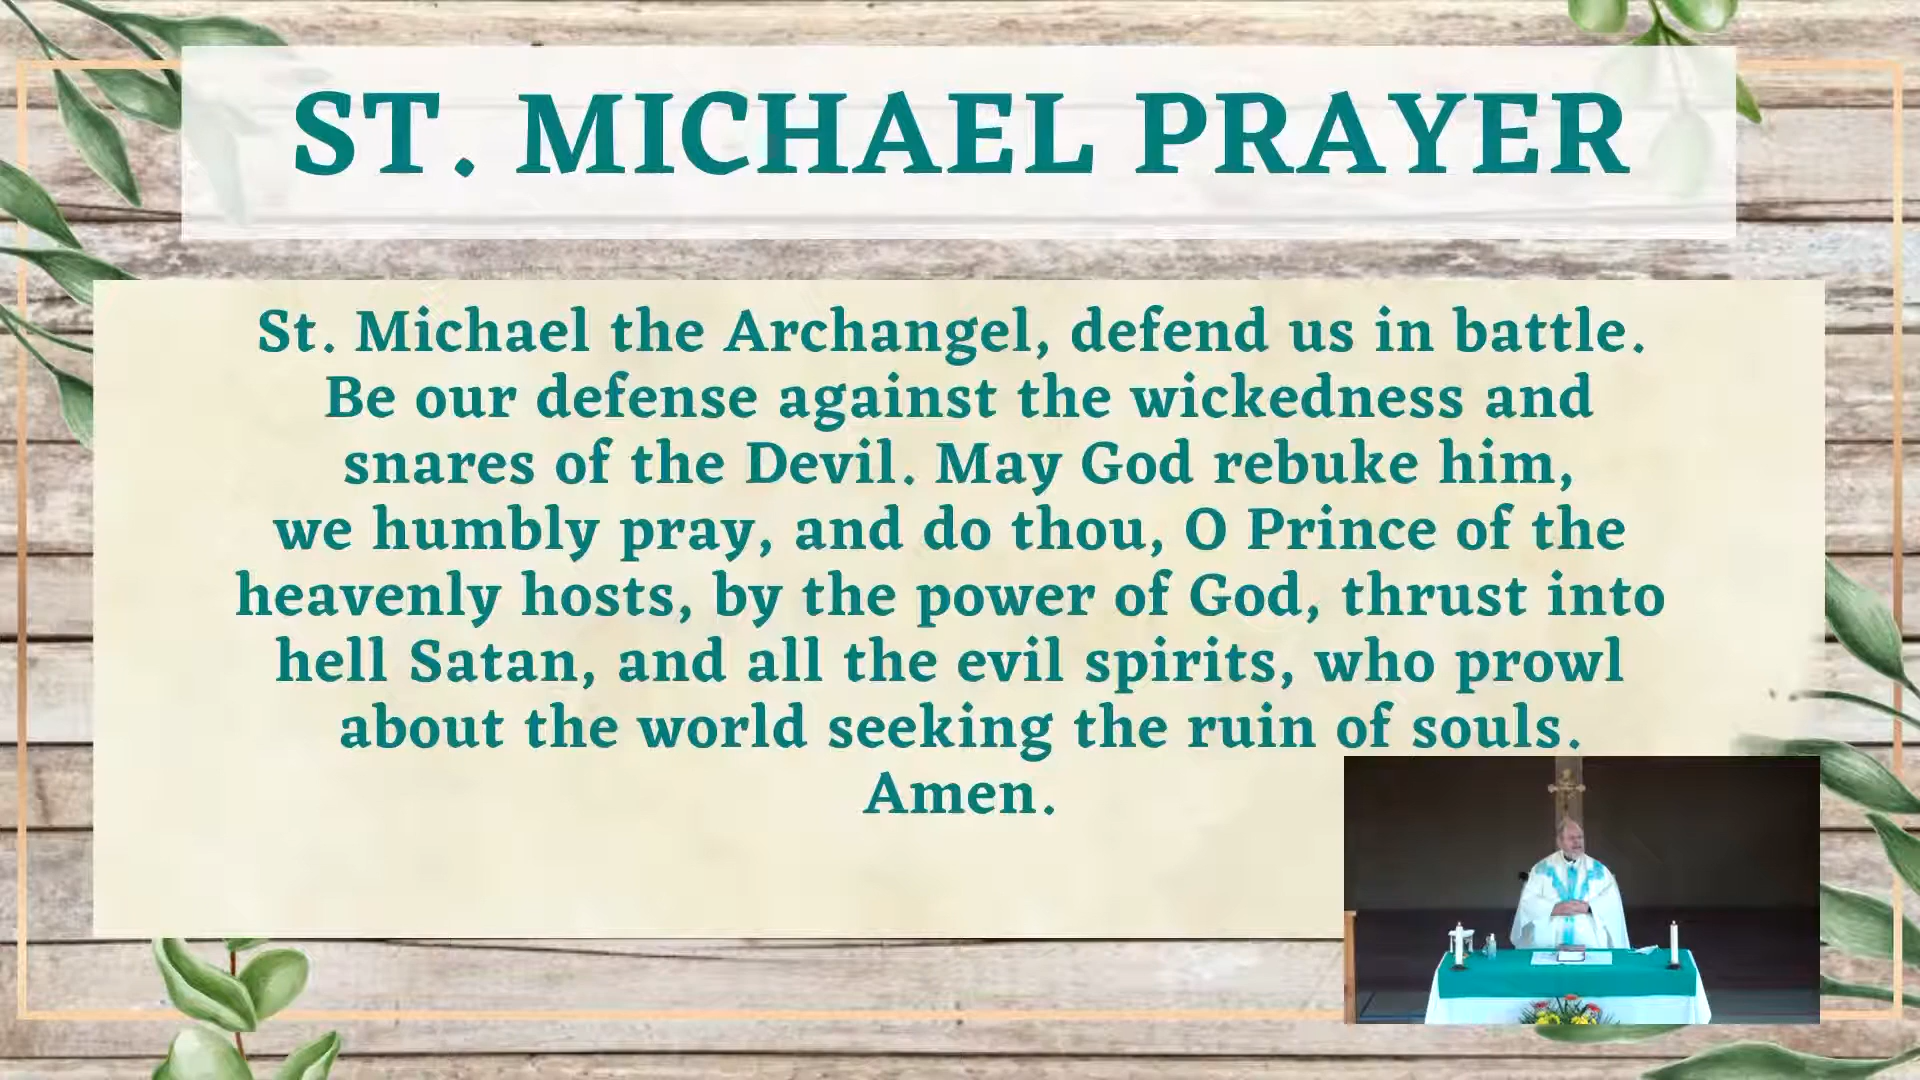 ST. MICHAEL PRAYER
St. Michael the Archangel, defend us in battle.
Be our defense against the wickedness and
snares of the Devil. May God rebuke him,
we humbly pray, and do thou, O Prince of the
heavenly hosts, by the power of God, thrust into
hell Satan, and all the evil spirits, who prowl
about the world seeking the ruin of souls.
Amen.